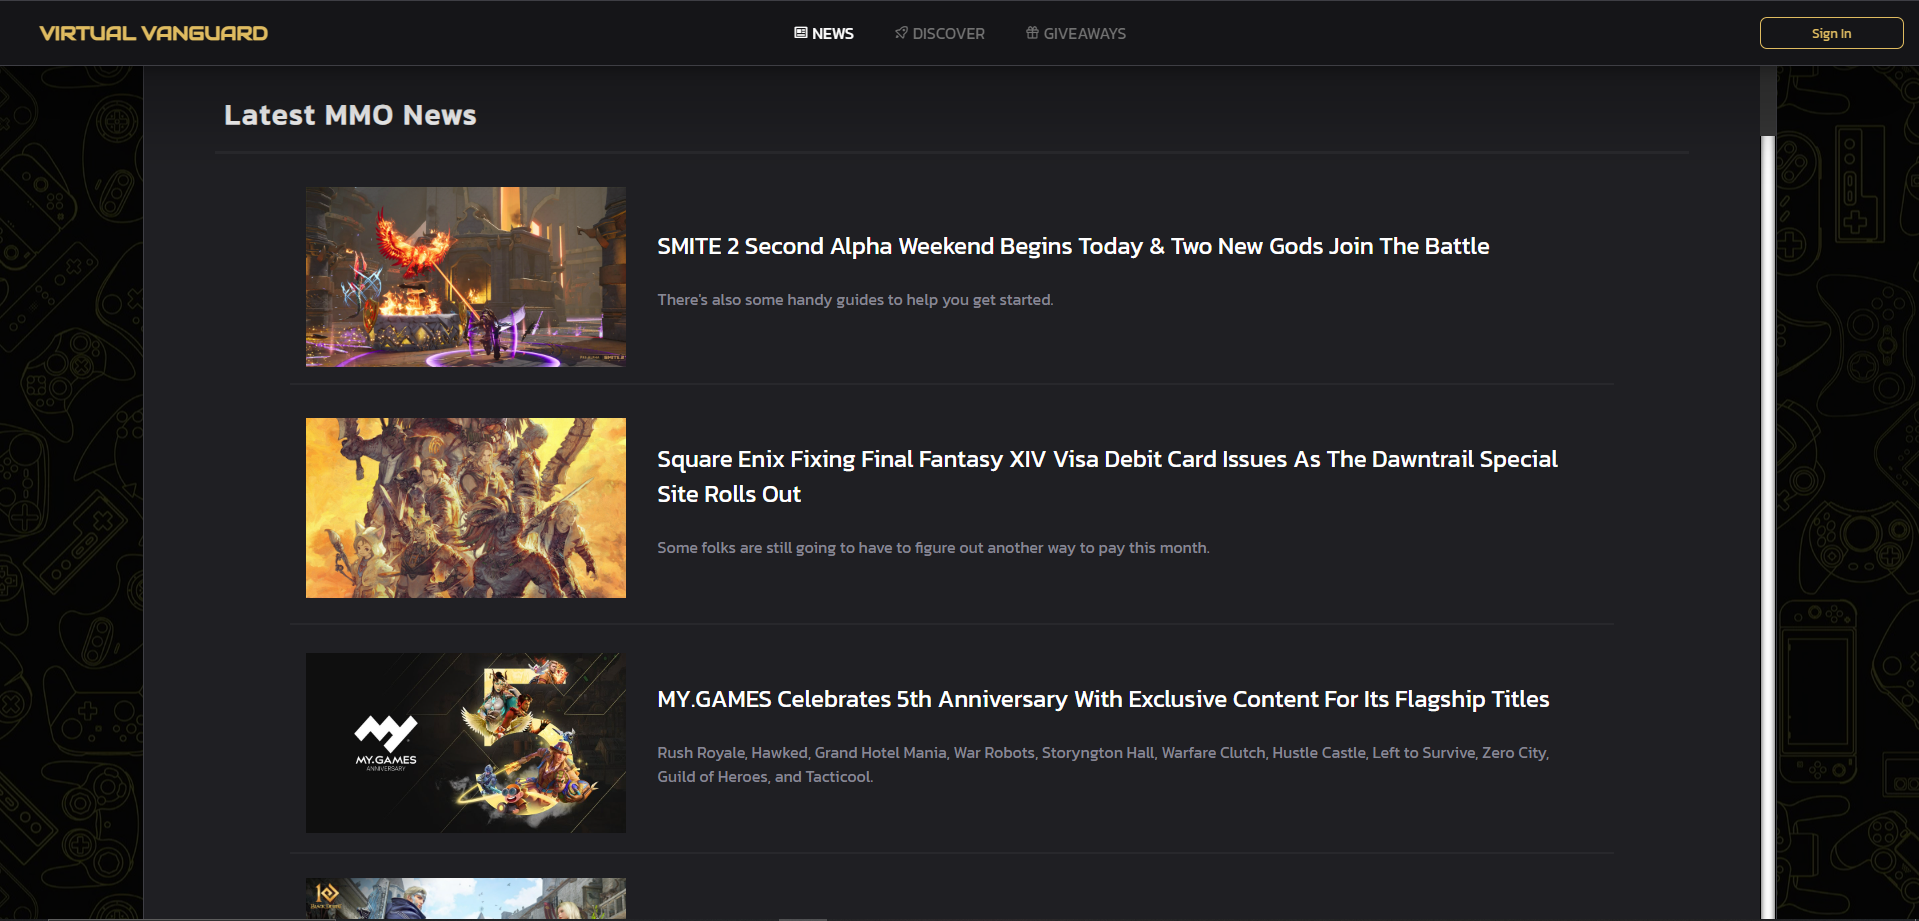 VIRTUAL VANGUARD
NEWS
DISCOVER
GIVEAWAYS
Sign In
Latest MMO News
SMITE 2 Second Alpha Weekend Begins Today & Two New Gods Join The Battle
There's also some handy guides to help you get started.
Square Enix Fixing Final Fantasy XIV Visa Debit Card Issues As The Dawntrail Special
Site Rolls Out
Some folks are still going to have to figure out another way to pay this month.
MY.GAMES
ANNIVERSARY
5
MY.GAMES Celebrates 5th Anniversary With Exclusive Content For Its Flagship Titles
Rush Royale, Hawked, Grand Hotel Mania, War Robots, Storyngton Hall, Warfare Clutch, Hustle Castle, Left to Survive, Zero City,
Guild of Heroes, and Tacticool.
10